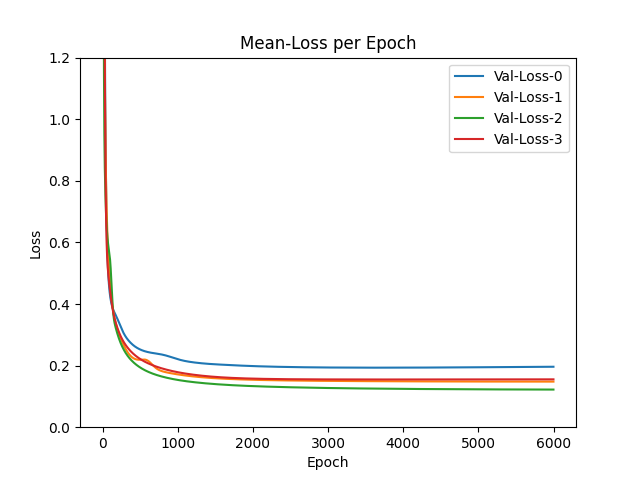 Mean-Loss per Epoch
1.2
1.0
0.8
0.6
0.4
0.2
0.0
Loss
Val-Loss-0
Val-Loss-1
Val-Loss-2
Val-Loss-3
0 1000 2000 3000 4000 5000 6000
Epoch